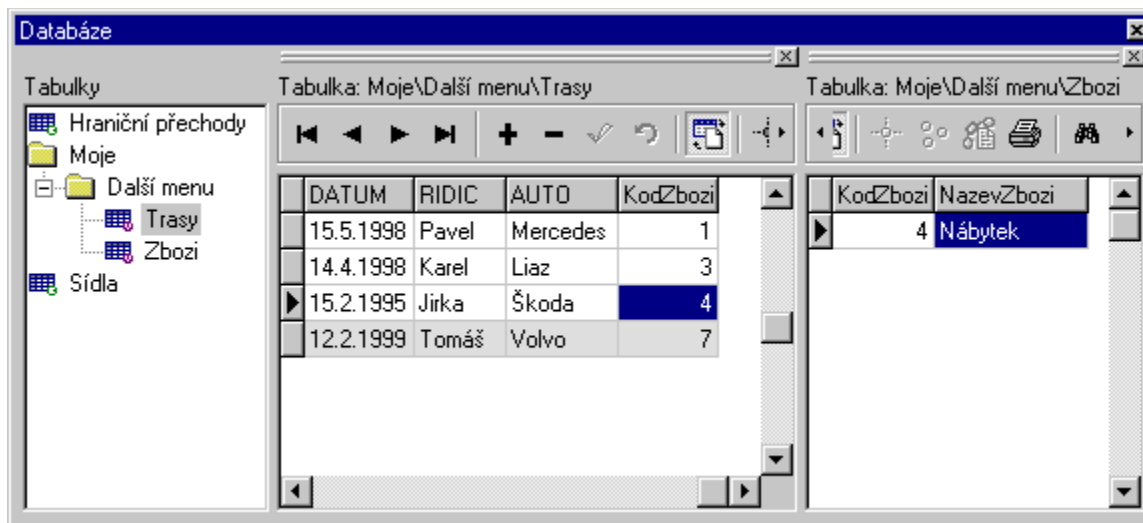 Databáze
Tabulky
Hraniční přechody
Moje
Další menu
Trasy
Zbozi
Sídla
Tabulka: Moje\Další menu\Trasy
DATUM RIDIC AUTO KodZbozi
15.5.1998 Pavel Mercedes 1
14.4.1998 Karel Liaz 3
15.2.1995 Jirka Škoda 4
12.2.1999 Tomáš Volvo 7
Tabulka: Moje\Další menu\Zbozi
KodZbozi NazevZbozi
4 Nábytek